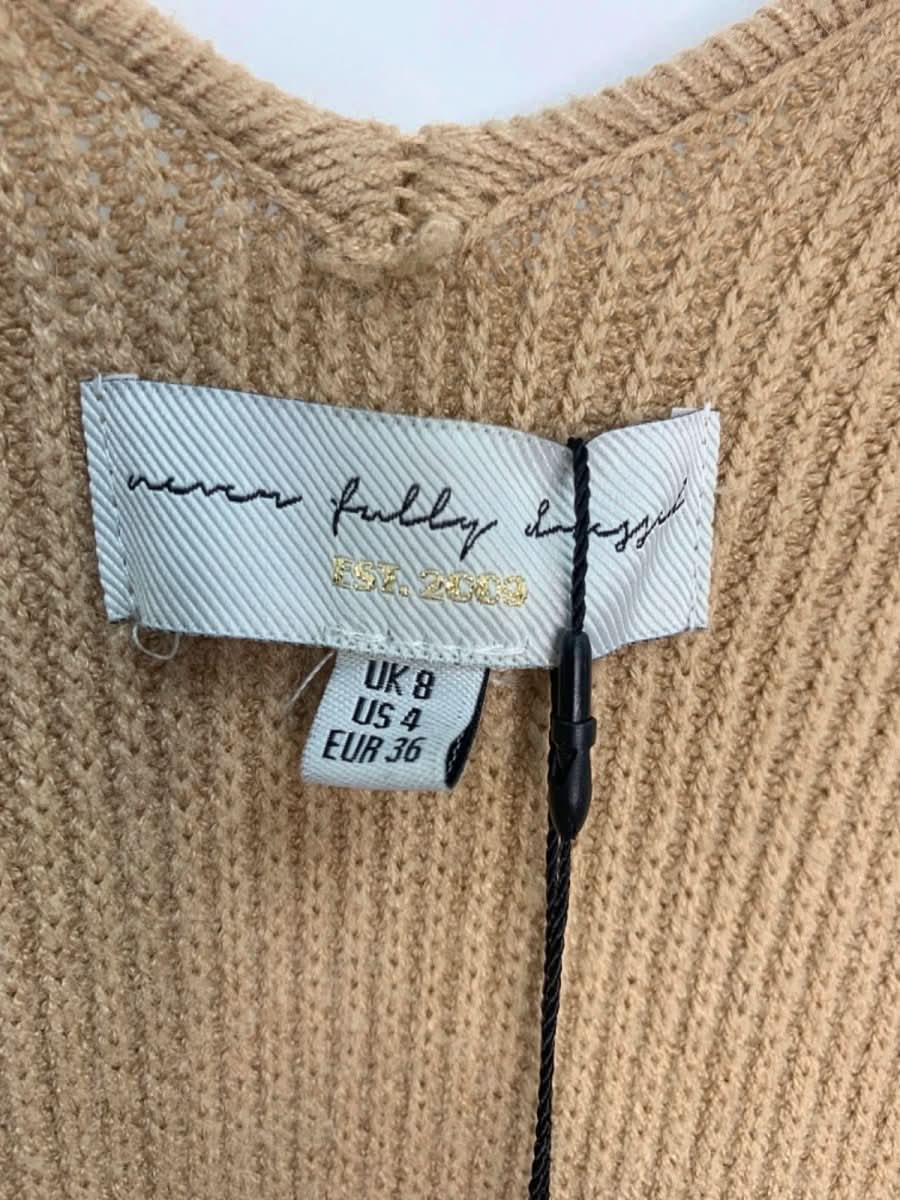 never fully dressed
EST. 2009
UK 8
US 4
EUR 36